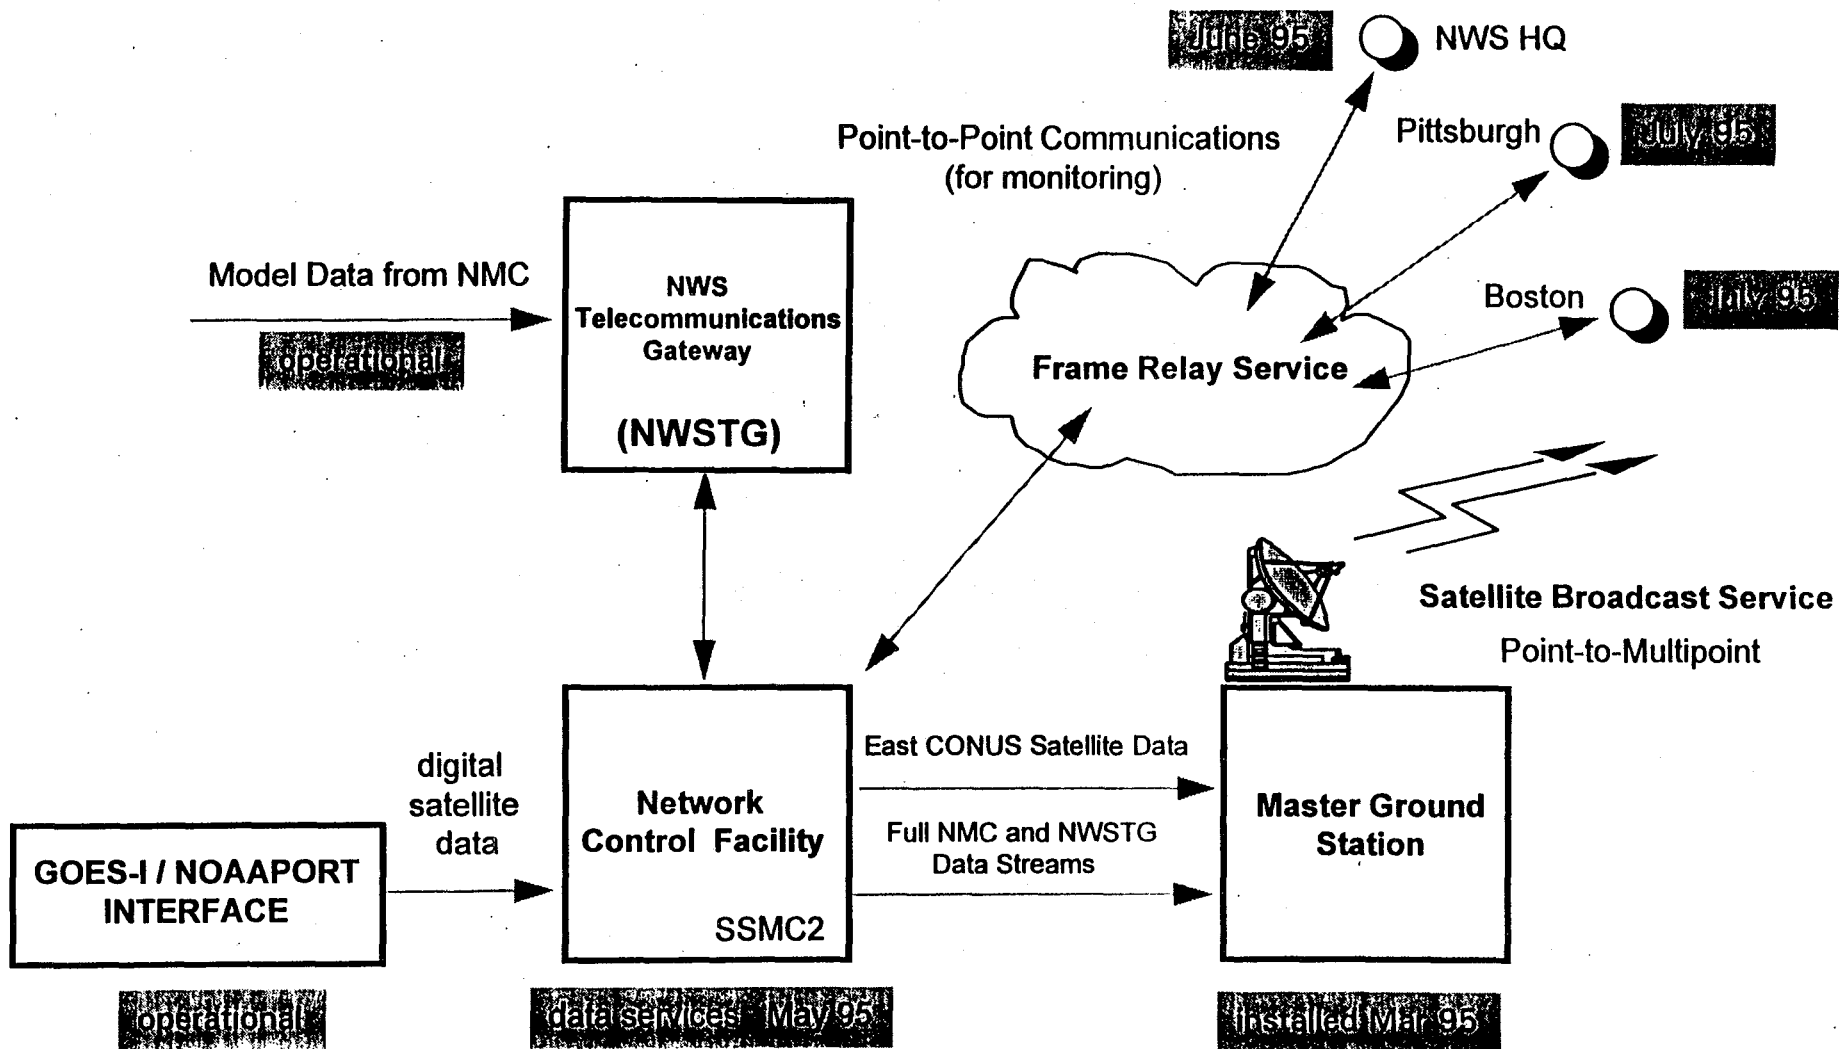 June 95
NWS HQ
Point-to-Point Communications
(for monitoring)
Pittsburgh
July 95
Model Data from NMC
operational
NWS
Telecommunications
Gateway
(NWSTG)
Boston
July 95
Frame Relay Service
Satellite Broadcast Service
Point-to-Multipoint
digital
satellite
data
GOES-I / NOAAPORT
INTERFACE
operational
Network
Control Facility
SSMC2
data services May 95
East CONUS Satellite Data
Full NMC and NWSTG
Data Streams
Master Ground
Station
installed Mar 95